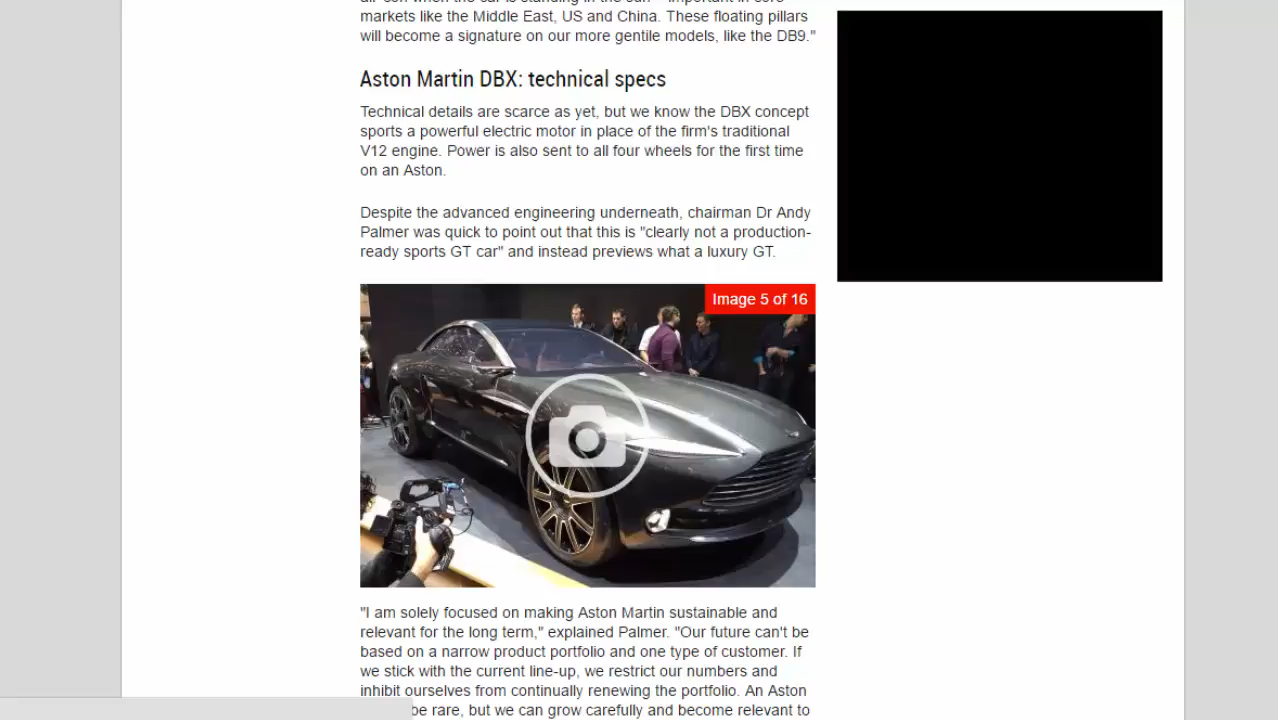 markets like the Middle East, US and China. These floating pillars
will become a signature on our more gentile models, like the DB9."
Aston Martin DBX: technical specs
Technical details are scarce as yet, but we know the DBX concept
sports a powerful electric motor in place of the firm's traditional
V12 engine. Power is also sent to all four wheels for the first time
on an Aston.
Despite the advanced engineering underneath, chairman Dr Andy
Palmer was quick to point out that this is "clearly not a production-
ready sports GT car" and instead previews what a luxury GT.
Image 5 of 16
"I am solely focused on making Aston Martin sustainable and
relevant for the long term," explained Palmer. "Our future can't be
based on a narrow product portfolio and one type of customer. If
we stick with the current line-up, we restrict our numbers and
inhibit ourselves from continually renewing the portfolio. An Aston
be rare, but we can grow carefully and become relevant to